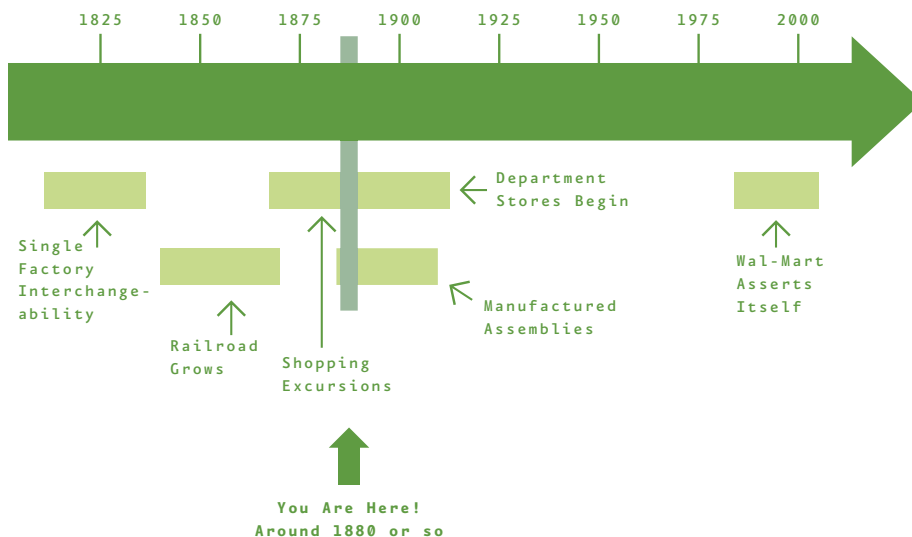 1825 1850 1875 1900 1925 1950 1975 2000
Department
Stores Begin
Single
Factory
Interchange-
ability
Wal-Mart
Asserts
Itself
Manufactured
Assemblies
Railroad
Grows
Shopping
Excursions
You Are Here!
Around 1880 or so